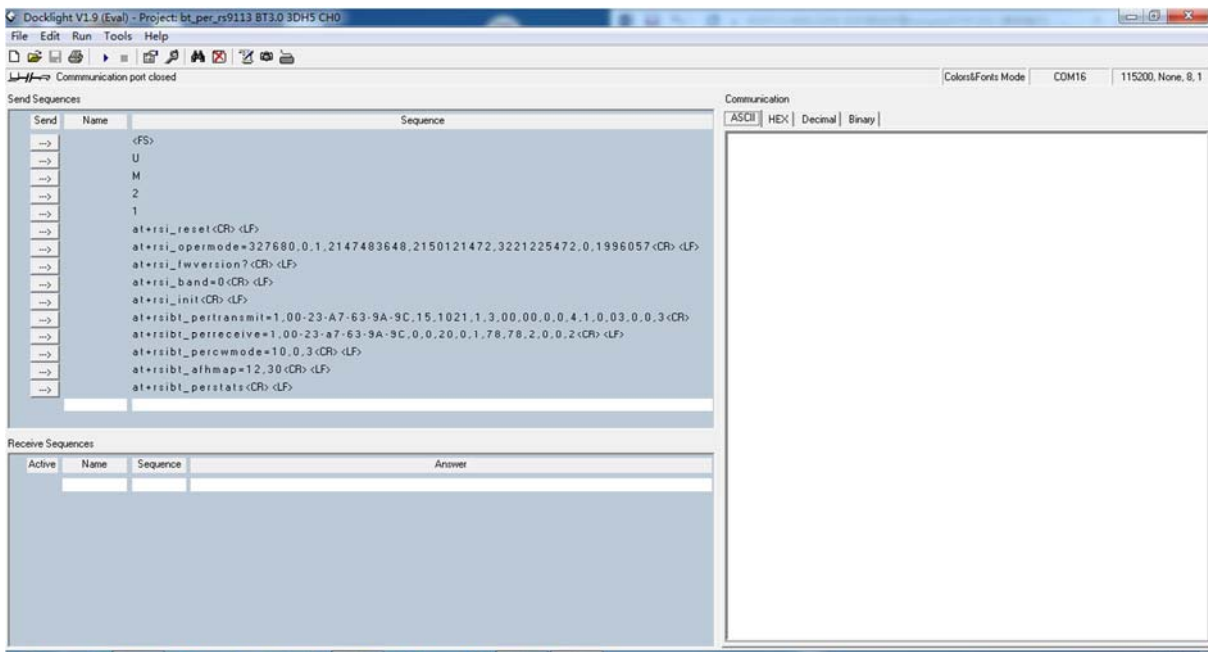 Docklight V1.9 (Eval) - Project: bt_per_rs9113 BT3.0 3DH5 CH0
File Edit Run Tools Help
Commmunication port closed
Colors&Fonts Mode COM16 115200, None, 8, 1
Send Sequences
Send Name Sequence
---> <FS>
---> U
---> M
---> 2
---> 1
---> at+rsi_reset<CR><LF>
---> at+rsi_opermode=327680,0,1,2147483648,2150121472,3221225472,0,1996057<CR><LF>
---> at+rsi_fwversion?<CR><LF>
---> at+rsi_band=0<CR><LF>
---> at+rsi_init<CR><LF>
---> at+rsibt_pertransmit=1,00-23-A7-63-9A-9C,15,1021,1,3,00,00,0,0,4,1,0,03,0,0,3<CR>
---> at+rsibt_perreceive=1,00-23-a7-63-9A-9C,0,0,20,0,1,78,78,2,0,0,2<CR><LF>
---> at+rsibt_percwmode=10,0,3<CR><LF>
---> at+rsibt_afhmap=12,30<CR><LF>
---> at+rsibt_perstats<CR><LF>
Receive Sequences
Active Name Sequence Answer
Communication
ASCII HEX Decimal Binary